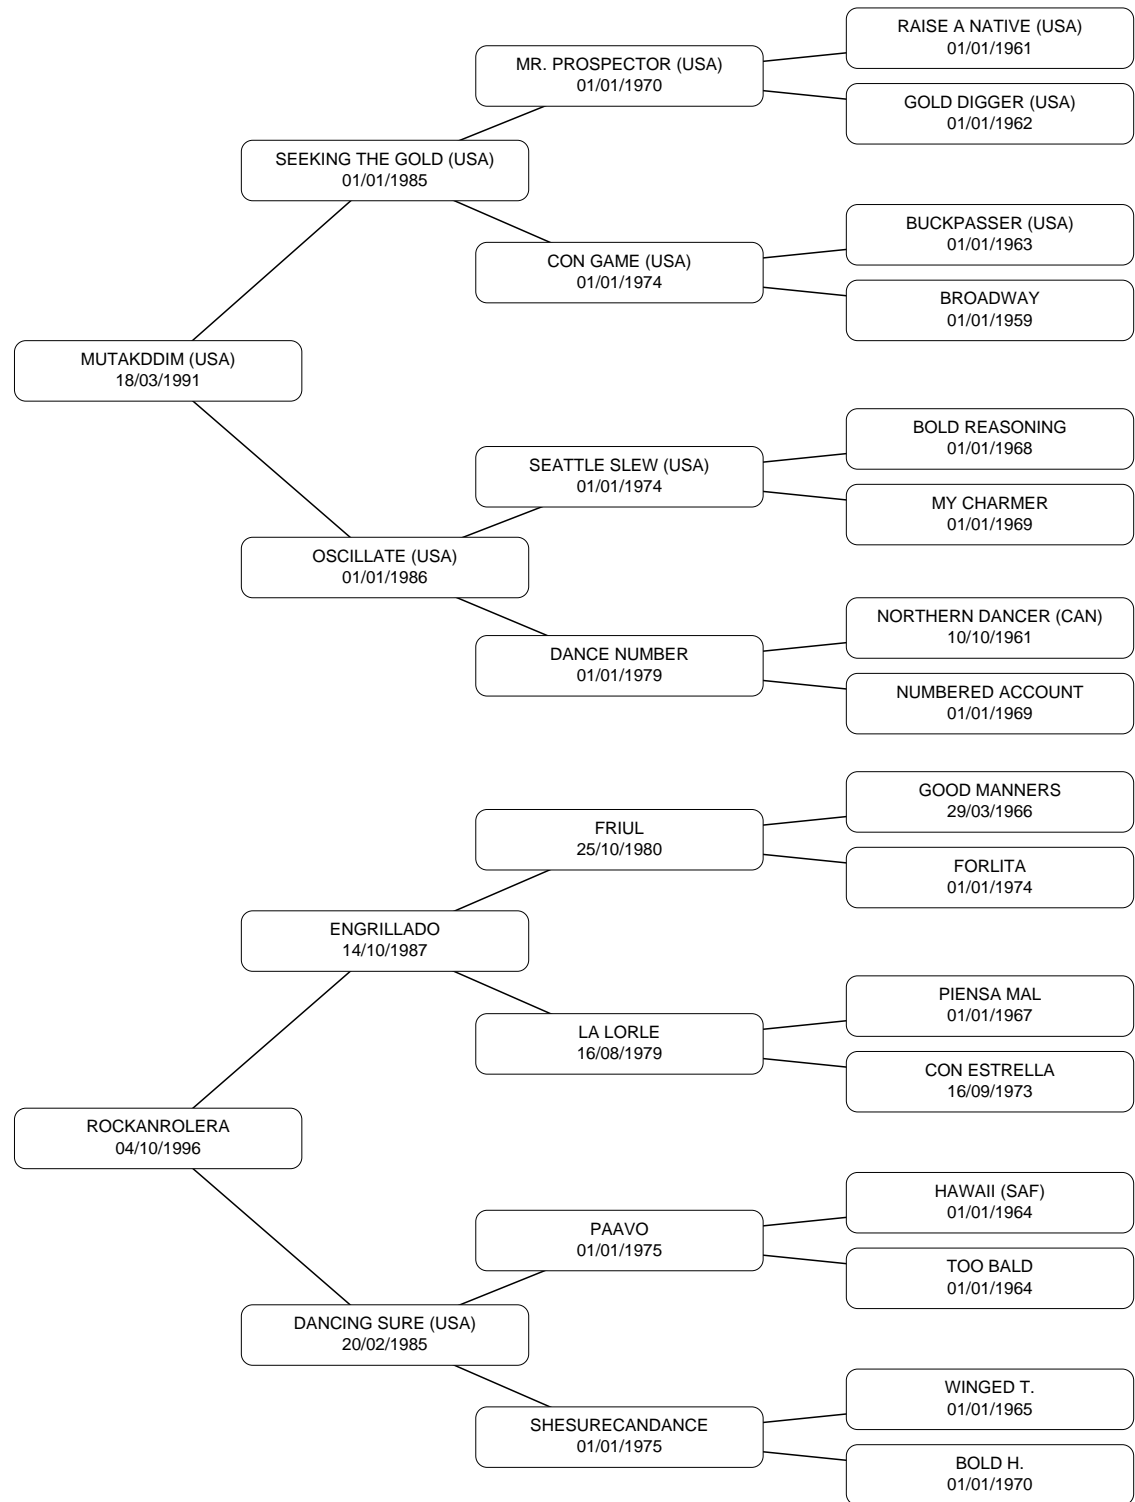 RAISE A NATIVE (USA)
01/01/1961
MR. PROSPECTOR (USA)
01/01/1970
GOLD DIGGER (USA)
01/01/1962
SEEKING THE GOLD (USA)
01/01/1985
BUCKPASSER (USA)
01/01/1963
CON GAME (USA)
01/01/1974
BROADWAY
01/01/1959
MUTAKDDIM (USA)
18/03/1991
BOLD REASONING
01/01/1968
SEATTLE SLEW (USA)
01/01/1974
MY CHARMER
01/01/1969
OSCILLATE (USA)
01/01/1986
NORTHERN DANCER (CAN)
10/10/1961
DANCE NUMBER
01/01/1979
NUMBERED ACCOUNT
01/01/1969
GOOD MANNERS
29/03/1966
FRIUL
25/10/1980
FORLITA
01/01/1974
ENGRILLADO
14/10/1987
PIENSA MAL
01/01/1967
LA LORLE
16/08/1979
CON ESTRELLA
16/09/1973
ROCKANROLERA
04/10/1996
HAWAII (SAF)
01/01/1964
PAAVO
01/01/1975
TOO BALD
01/01/1964
DANCING SURE (USA)
20/02/1985
WINGED T.
01/01/1965
SHESURECANDANCE
01/01/1975
BOLD H.
01/01/1970